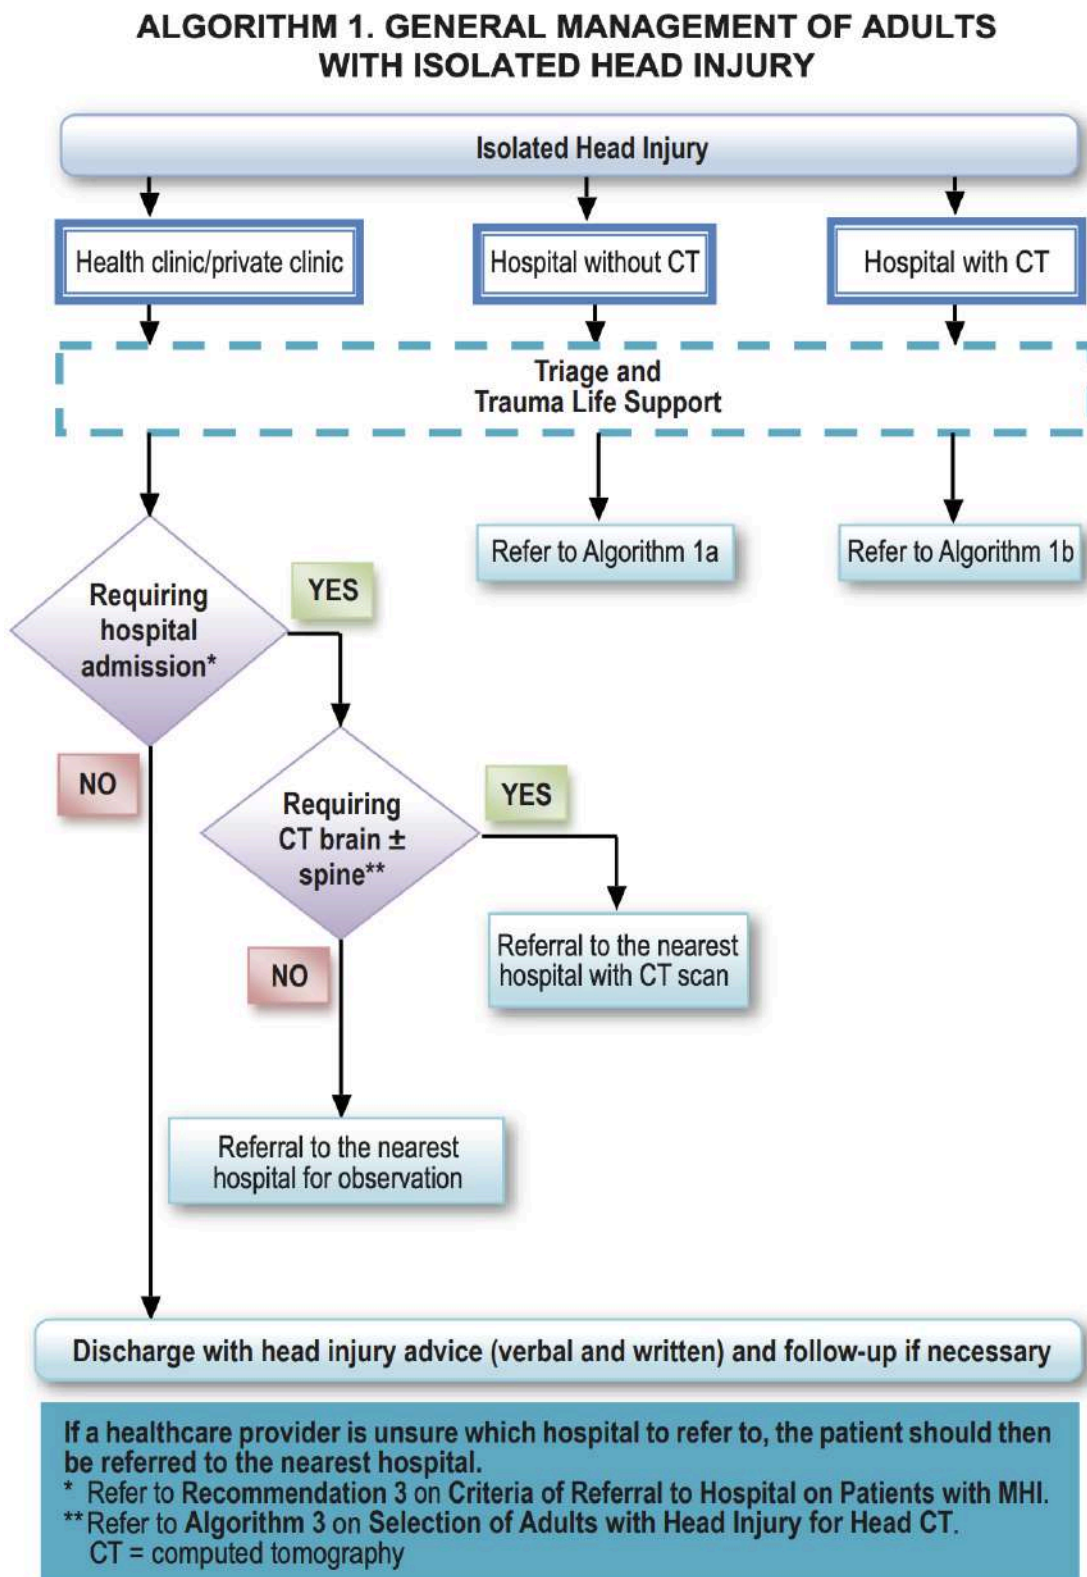 ALGORITHM 1. GENERAL MANAGEMENT OF ADULTS
WITH ISOLATED HEAD INJURY
Isolated Head Injury
Health clinic/private clinic
Hospital without CT
Hospital with CT
Triage and
Trauma Life Support
Refer to Algorithm 1a
Refer to Algorithm 1b
Requiring
hospital
admission*
YES
NO
Requiring
CT brain ±
spine**
YES
NO
Referral to the nearest
hospital with CT scan
Referral to the nearest
hospital for observation
Discharge with head injury advice (verbal and written) and follow-up if necessary
If a healthcare provider is unsure which hospital to refer to, the patient should then
be referred to the nearest hospital.
* Refer to Recommendation 3 on Criteria of Referral to Hospital on Patients with MHI.
** Refer to Algorithm 3 on Selection of Adults with Head Injury for Head CT.
CT = computed tomography